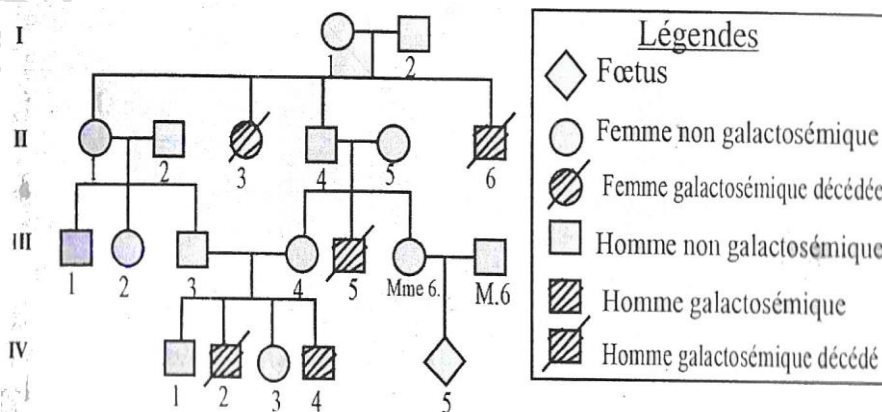 I
1
2
II
1
2
3
4
5
6
III
1
2
3
4
5
Mme 6.
M.6
IV
1
2
3
4
5
Légendes
Fœtus
Femme non galactosémique
Femme galactosémique décédée
Homme non galactosémique
Homme galactosémique
Homme galactosémique décédé